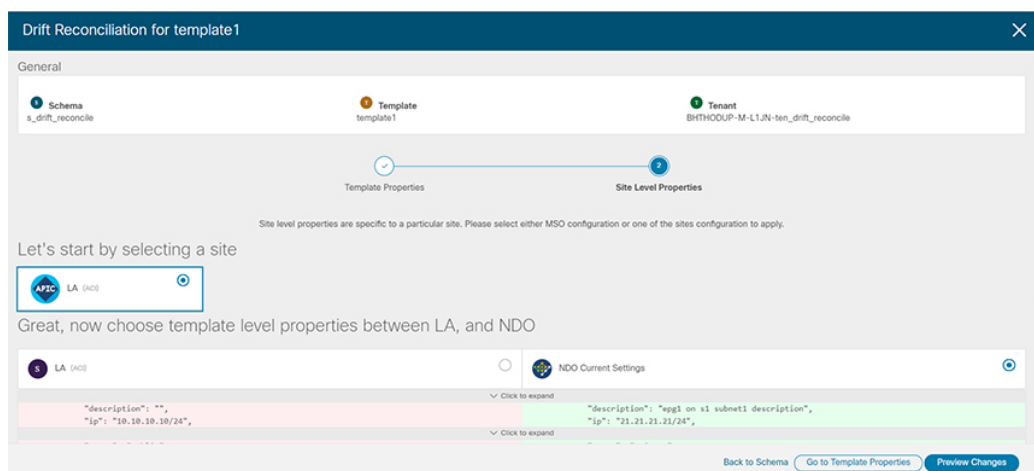 Drift Reconciliation for template1
General
S Schema
s_drift_reconcile
T Template
template1
T Tenant
BHTHODUP-M-L1JN-ten_drift_reconcile
2
Template Properties
Site Level Properties
Site level properties are specific to a particular site. Please select either MSO configuration or one of the sites configuration to apply.
Let's start by selecting a site
APIC LA (ACI)
Great, now choose template level properties between LA, and NDO
S LA (ACI)
NDO Current Settings
Click to expand
"description": "",
"ip": "10.10.10.10/24",
"description": "epg1 on s1 subnet1 description",
"ip": "21.21.21.21/24",
Click to expand
Back to Schema Go to Template Properties Preview Changes